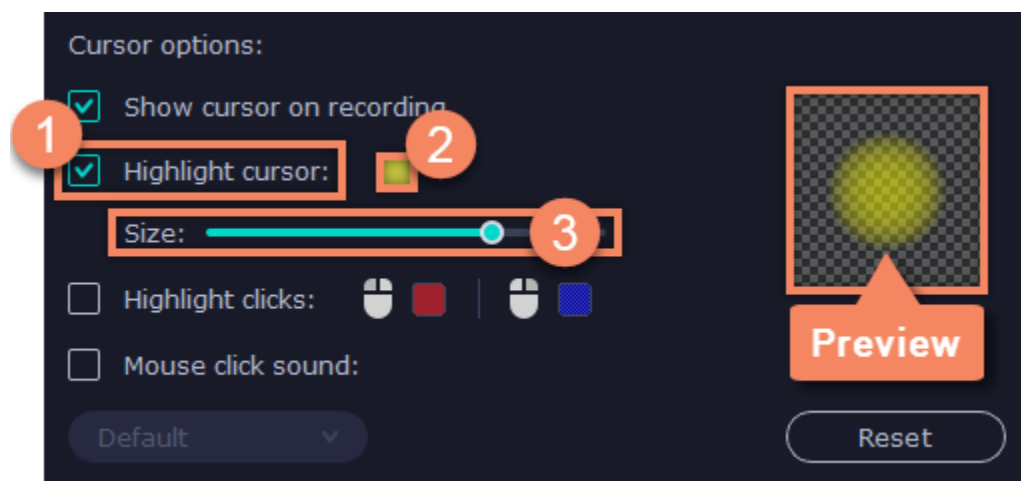 Cursor options:
Show cursor on recording
1
2
Highlight cursor:
Size:
3
Highlight clicks:
Preview
Mouse click sound:
Default
Reset